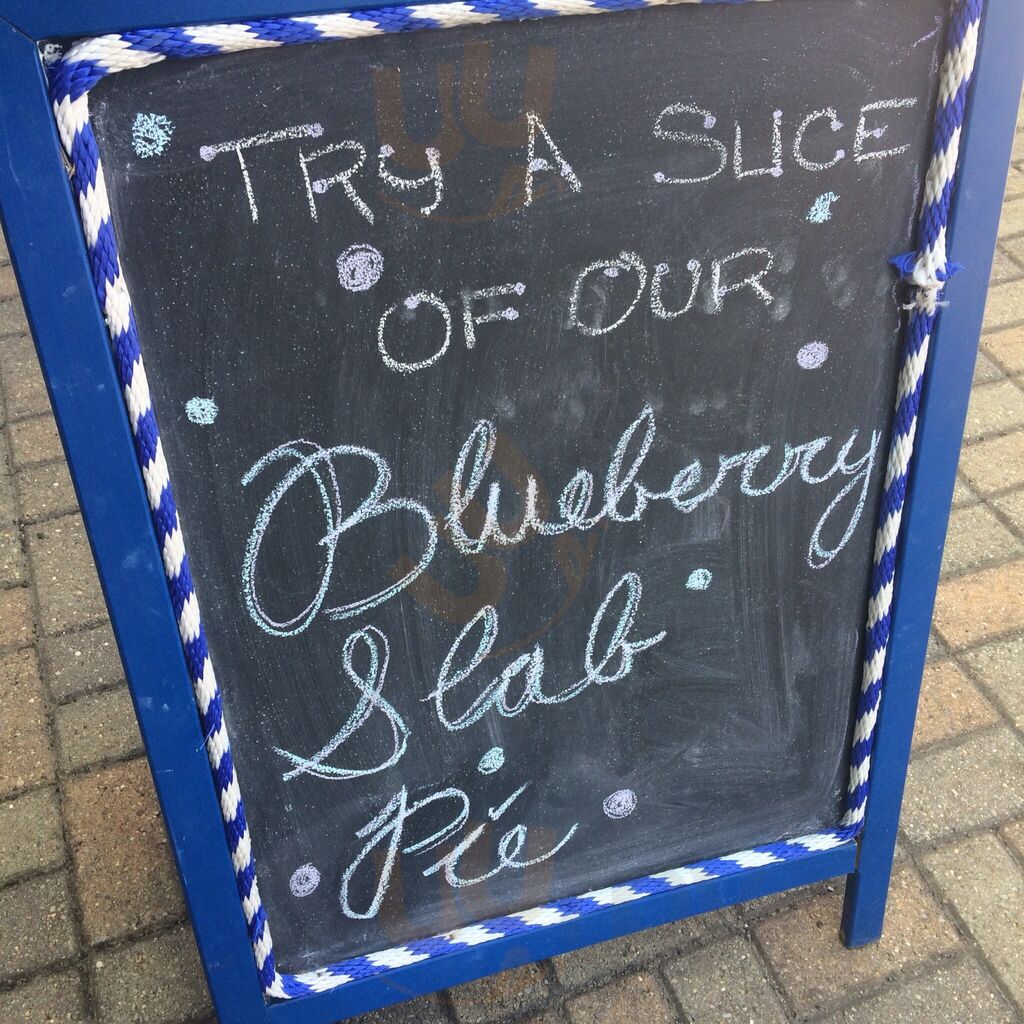 TRY A SLICE
OF OUR
Blueberry
Slab
Pie